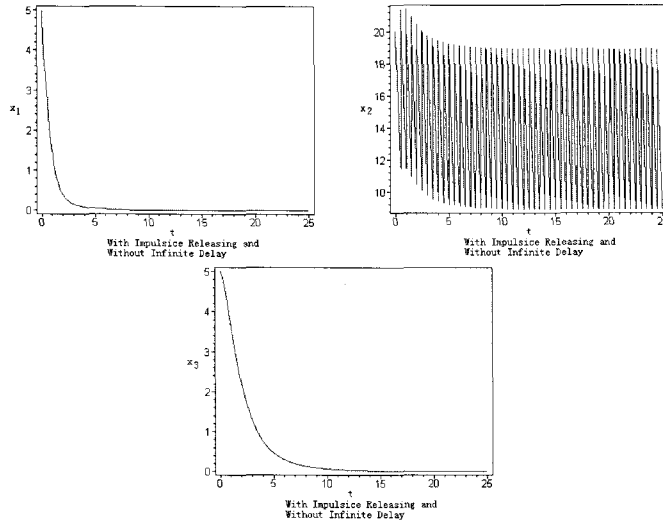 5
4
3
x1
2
1
0
0 5 10 15 20 25
t
With Impulsice Releasing and
Without Infinite Delay
20
18
16
x2
14
12
10
0 5 10 15 20 25
t
With Impulsice Releasing and
Without Infinite Delay
5
4
3
x3
2
1
0
0 5 10 15 20 25
t
With Impulsice Releasing and
Without Infinite Delay